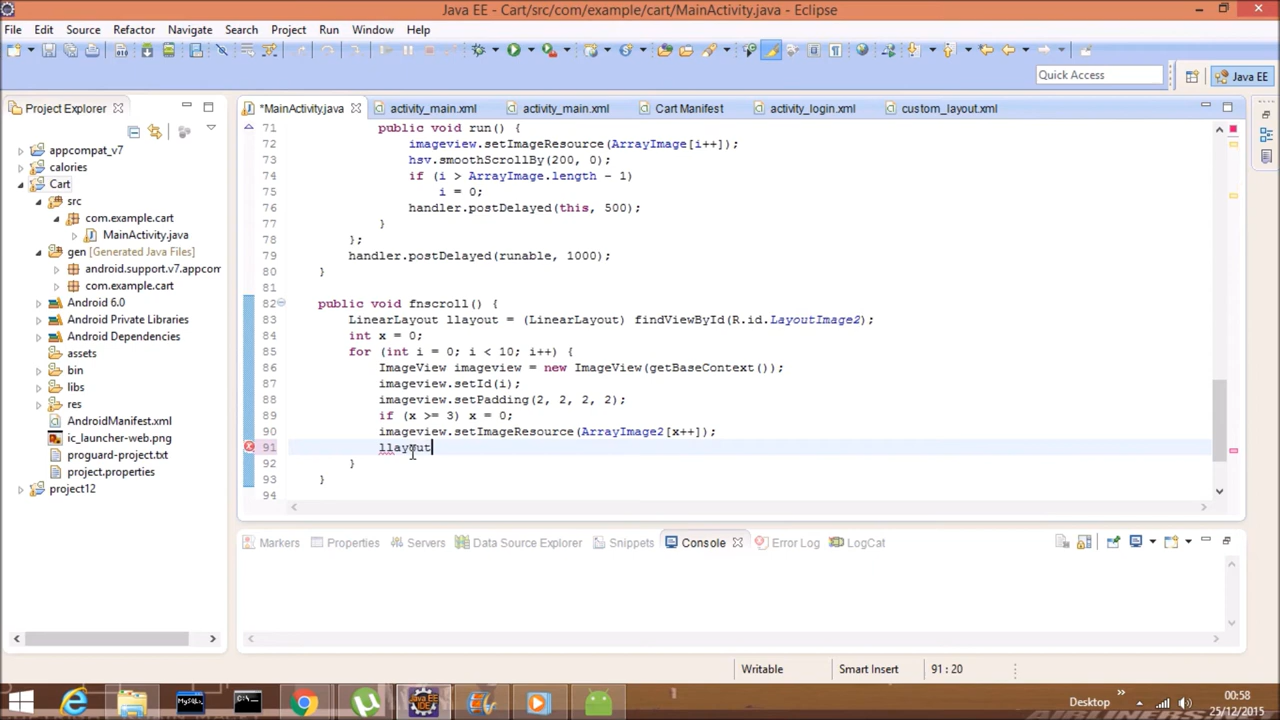 Java EE - Cart/src/com/example/cart/MainActivity.java - Eclipse
File Edit Source Refactor Navigate Search Project Run Window Help
Quick Access
Java EE
Project Explorer
*MainActivity.java
activity_main.xml
activity_main.xml
Cart Manifest
activity_login.xml
custom_layout.xml
appcompat_v7
calories
Cart
src
com.example.cart
MainActivity.java
gen [Generated Java Files]
android.support.v7.appcom
com.example.cart
Android 6.0
Android Private Libraries
Android Dependencies
assets
bin
libs
res
AndroidManifest.xml
ic_launcher-web.png
proguard-project.txt
project.properties
project12
71 public void run() {
72 imageview.setImageResource(ArrayImage[i++]);
73 hsv.smoothScrollBy(200, 0);
74 if (i > ArrayImage.length - 1)
75 i = 0;
76 handler.postDelayed(this, 500);
77 }
78 };
79 handler.postDelayed(runable, 1000);
80 }
81
82 public void fnscroll() {
83 LinearLayout llayout = (LinearLayout) findViewById(R.id.LayoutImage2);
84 int x = 0;
85 for (int i = 0; i < 10; i++) {
86 ImageView imageview = new ImageView(getBaseContext());
87 imageview.setId(i);
88 imageview.setPadding(2, 2, 2, 2);
89 if (x >= 3) x = 0;
90 imageview.setImageResource(ArrayImage2[x++]);
91 llayout
92 }
93 }
94
Markers Properties Servers Data Source Explorer Snippets Console Error Log LogCat
Writable Smart Insert 91 : 20
Desktop
00:58
25/12/2015